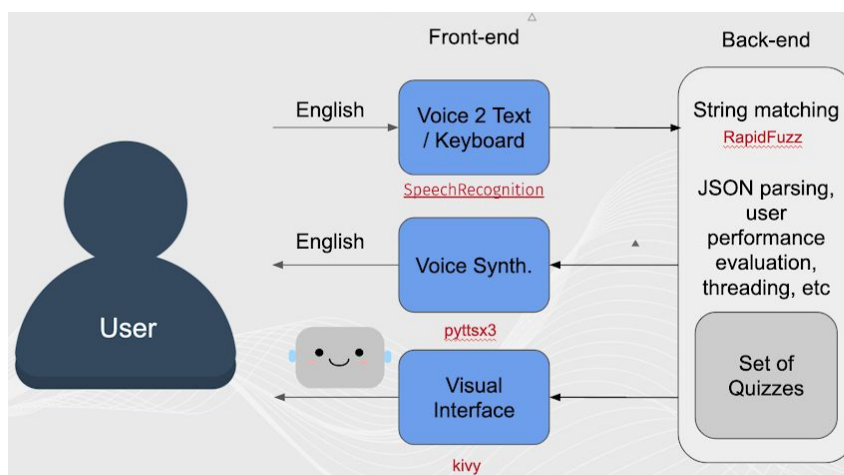 Front-end
Back-end
English
Voice 2 Text
/ Keyboard
SpeechRecognition
String matching
RapidFuzz
JSON parsing,
user
performance
evaluation,
threading, etc
English
Voice Synth.
pyttsx3
User
Visual
Interface
kivy
Set of
Quizzes